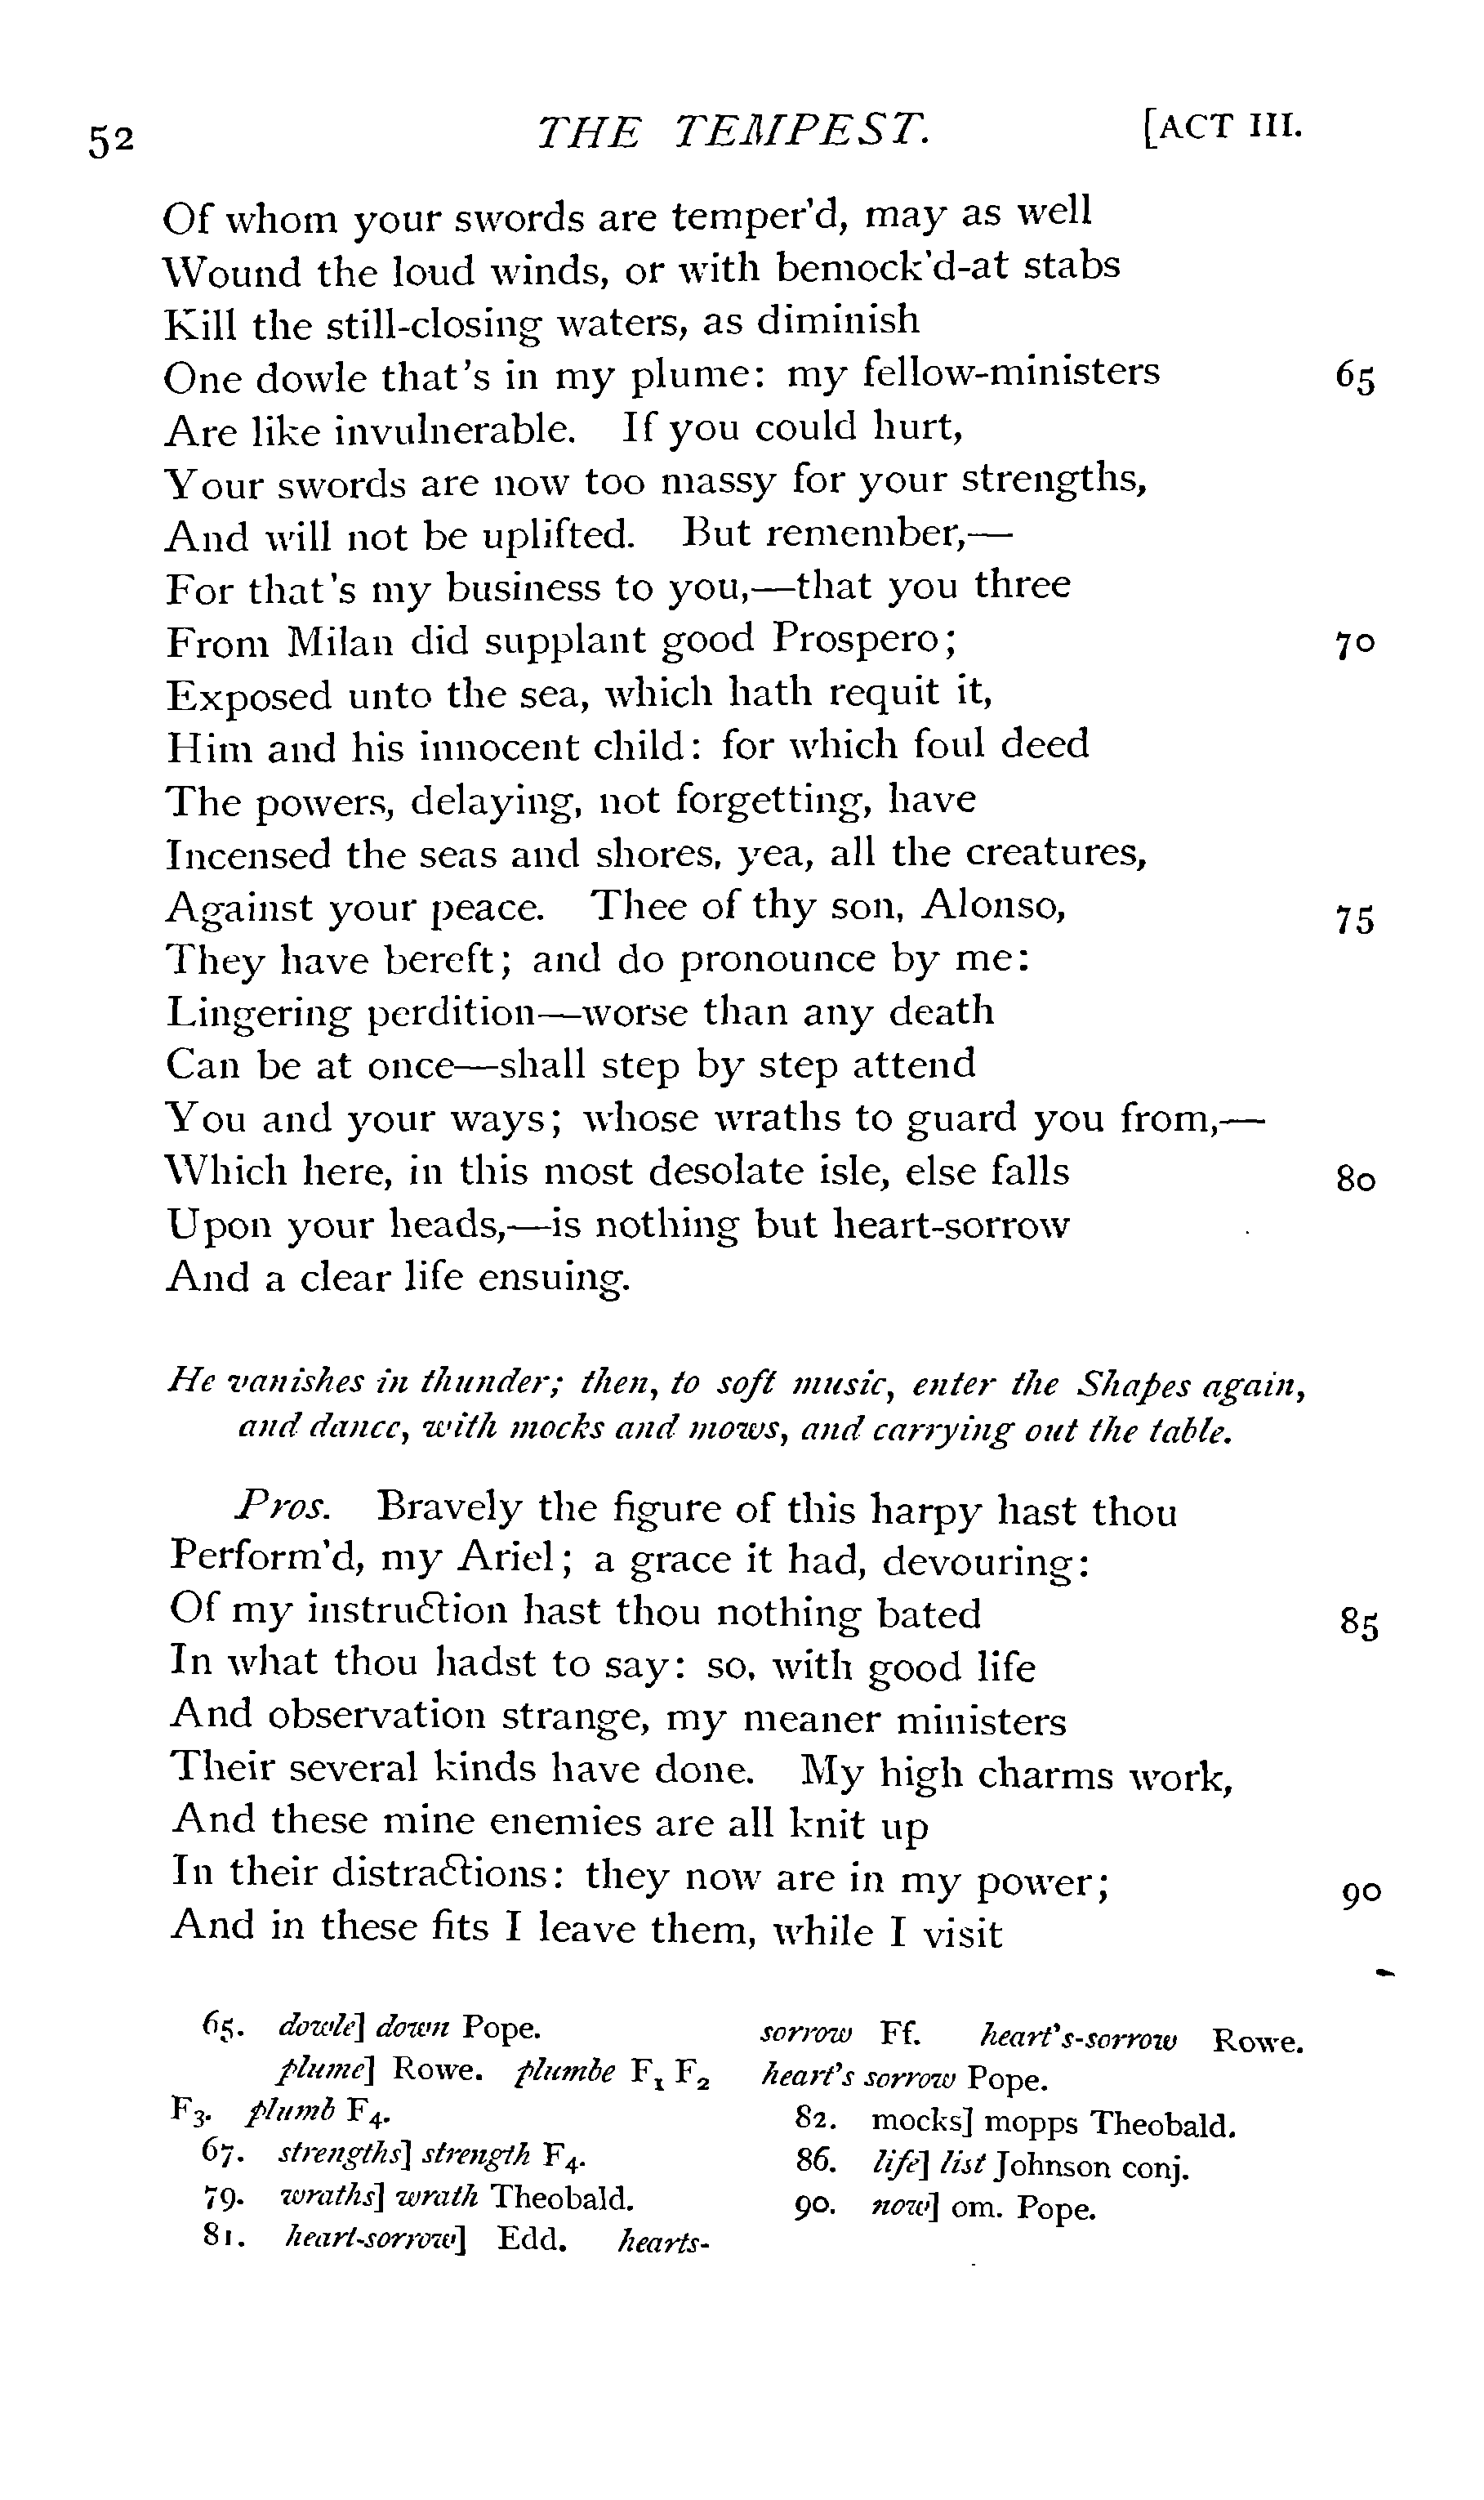 52 THE TEMPEST. [ACT III.
Of whom your swords are temper'd, may as well
Wound the loud winds, or with bemock'd-at stabs
Kill the still-closing waters, as diminish
One dowle that's in my plume: my fellow-ministers 65
Are like invulnerable. If you could hurt,
Your swords are now too massy for your strengths,
And will not be uplifted. But remember,—
For that's my business to you,—that you three
From Milan did supplant good Prospero; 70
Exposed unto the sea, which hath requit it,
Him and his innocent child: for which foul deed
The powers, delaying, not forgetting, have
Incensed the seas and shores, yea, all the creatures,
Against your peace. Thee of thy son, Alonso, 75
They have bereft; and do pronounce by me:
Lingering perdition—worse than any death
Can be at once—shall step by step attend
You and your ways; whose wraths to guard you from,—
Which here, in this most desolate isle, else falls 80
Upon your heads,—is nothing but heart-sorrow
And a clear life ensuing.
He vanishes in thunder; then, to soft music, enter the Shapes again,
and dance, with mocks and mows, and carrying out the table.
Pros. Bravely the figure of this harpy hast thou
Perform'd, my Ariel; a grace it had, devouring:
Of my instruction hast thou nothing bated 85
In what thou hadst to say: so, with good life
And observation strange, my meaner ministers
Their several kinds have done. My high charms work,
And these mine enemies are all knit up
In their distractions: they now are in my power; 90
And in these fits I leave them, while I visit
65. dowle] down Pope.
plume] Rowe. plumbe F1 F2
F3. plumb F4.
67. strengths] strength F4.
79. wraths] wrath Theobald.
81. heart-sorrow] Edd. hearts-
sorrow Ff. heart's-sorrow Rowe.
heart's sorrow Pope.
82. mocks] mopps Theobald.
86. life] list Johnson conj.
90. now] om. Pope.